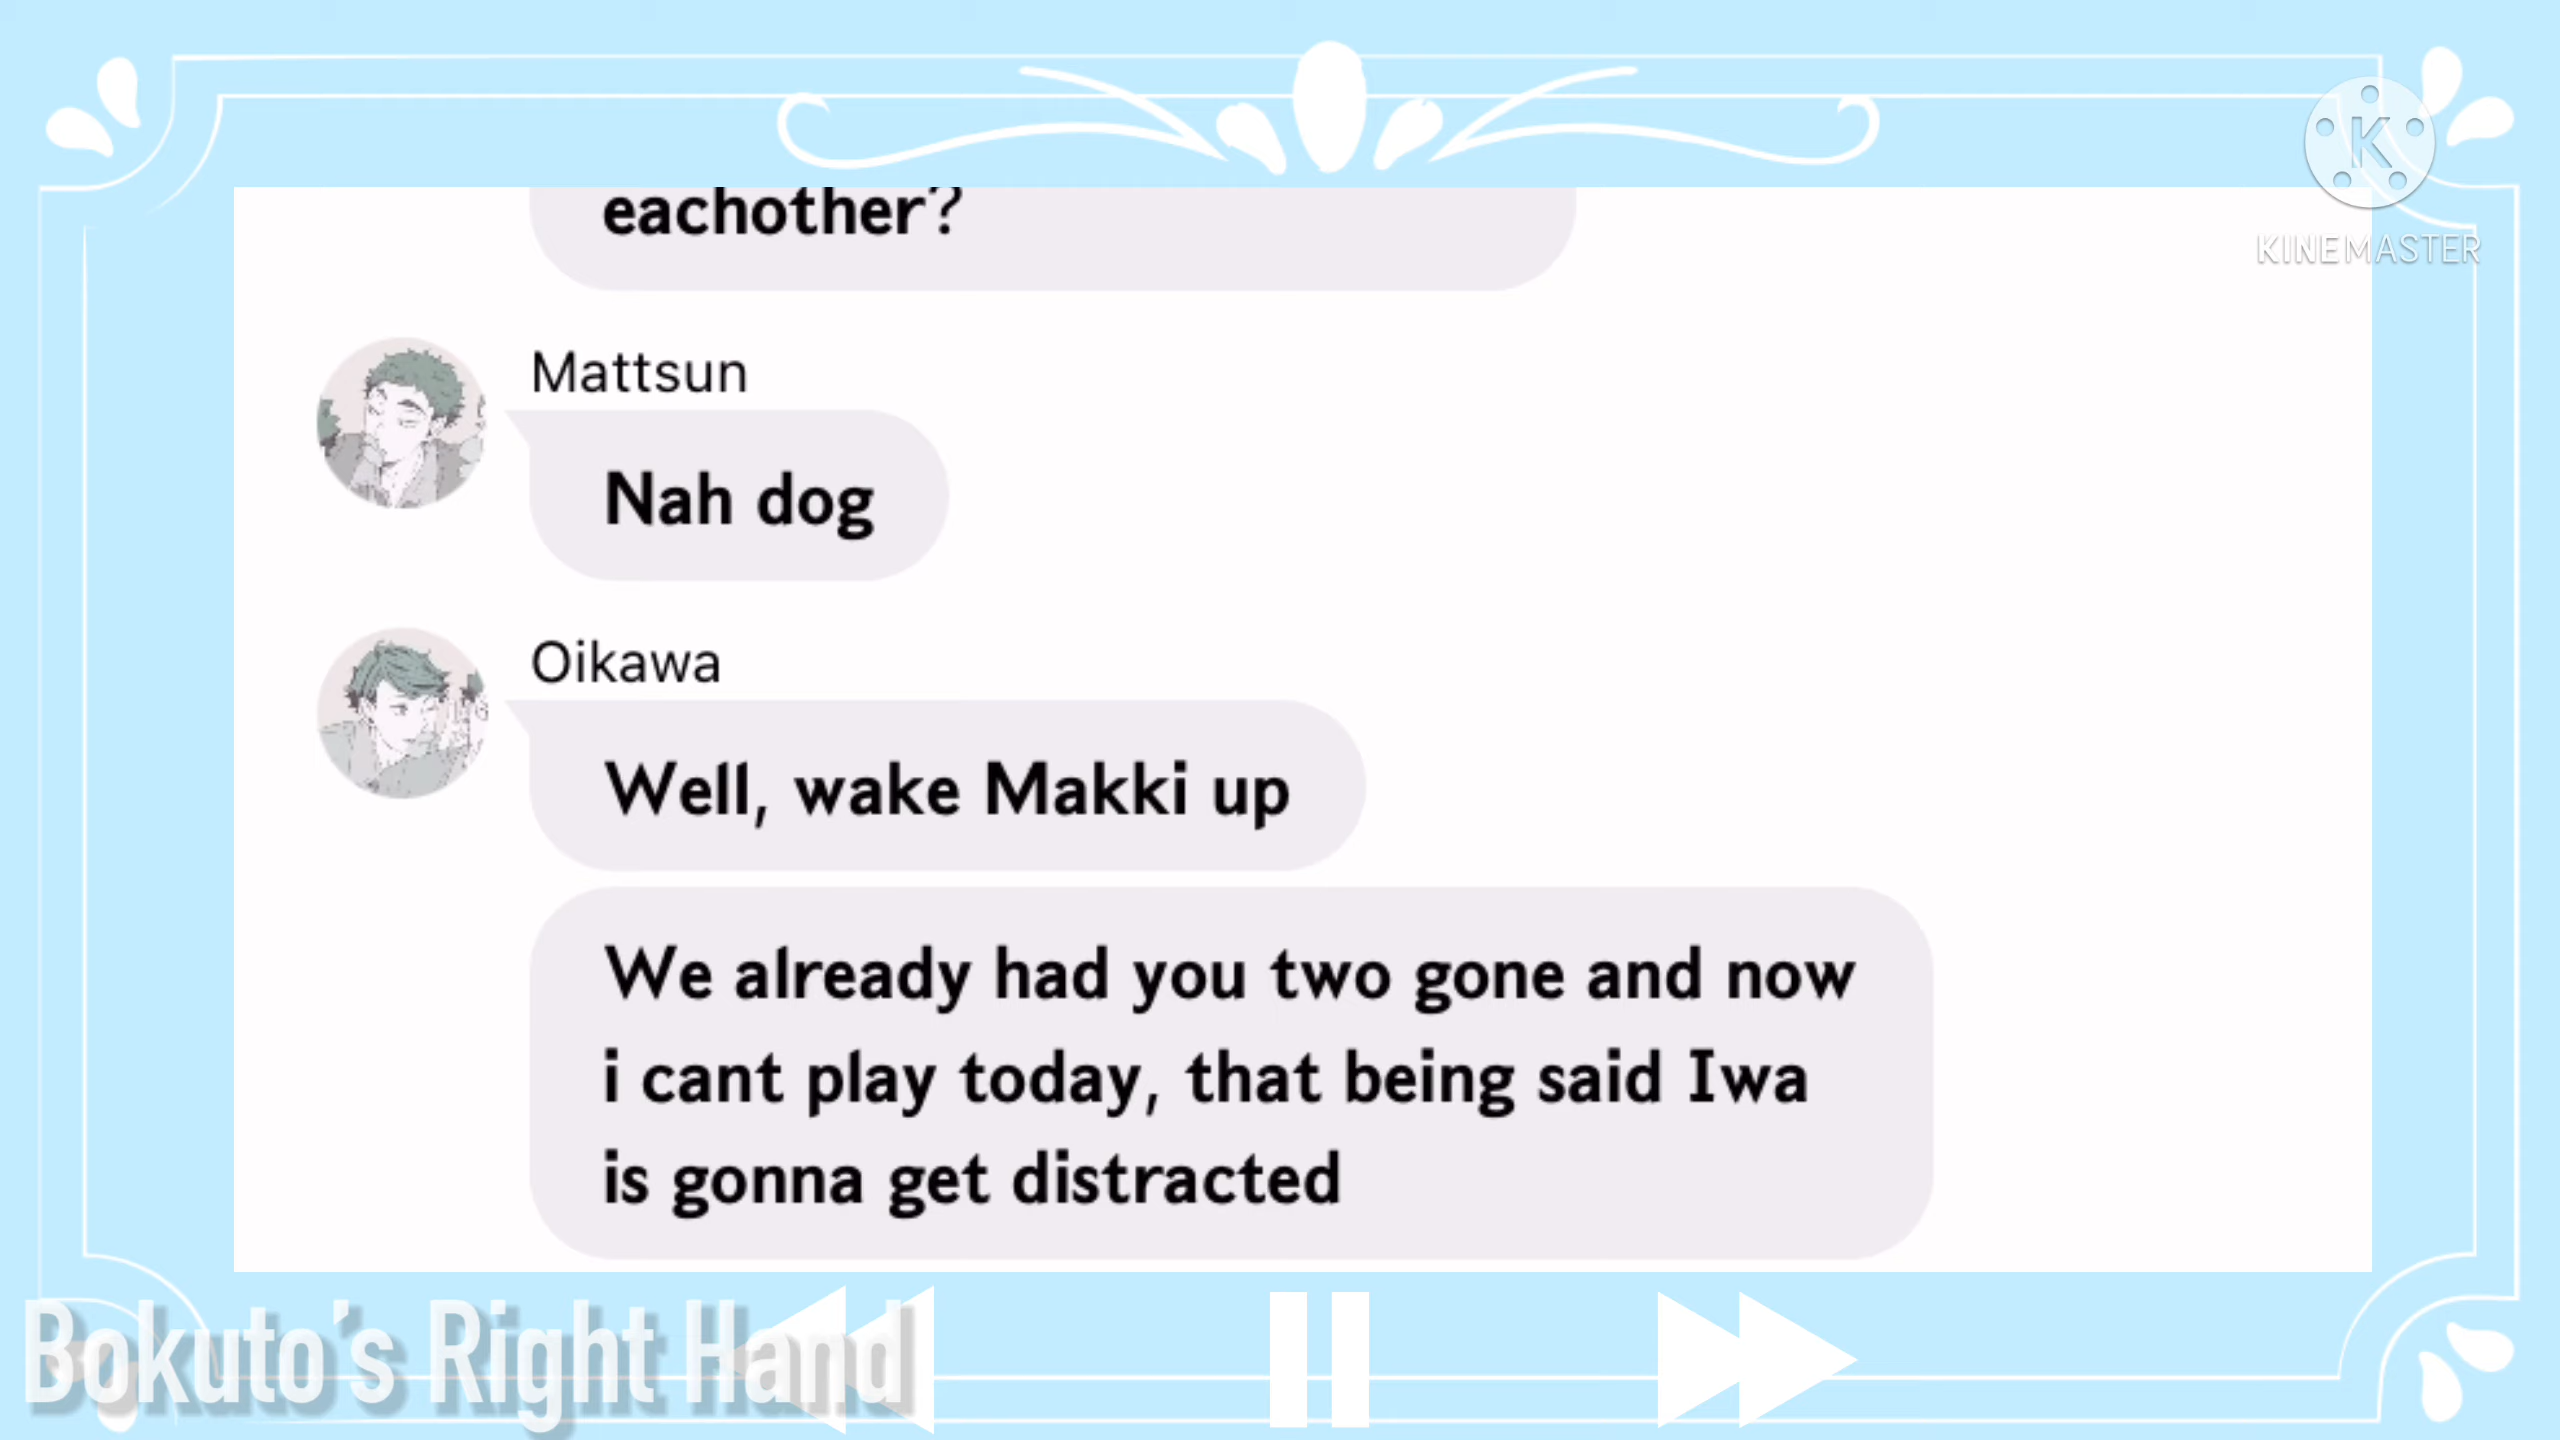 eachother?
Mattsun
Nah dog
Oikawa
Well, wake Makki up
We already had you two gone and now
i cant play today, that being said Iwa
is gonna get distracted
K
KINEMASTER
Bokuto's Right Hand